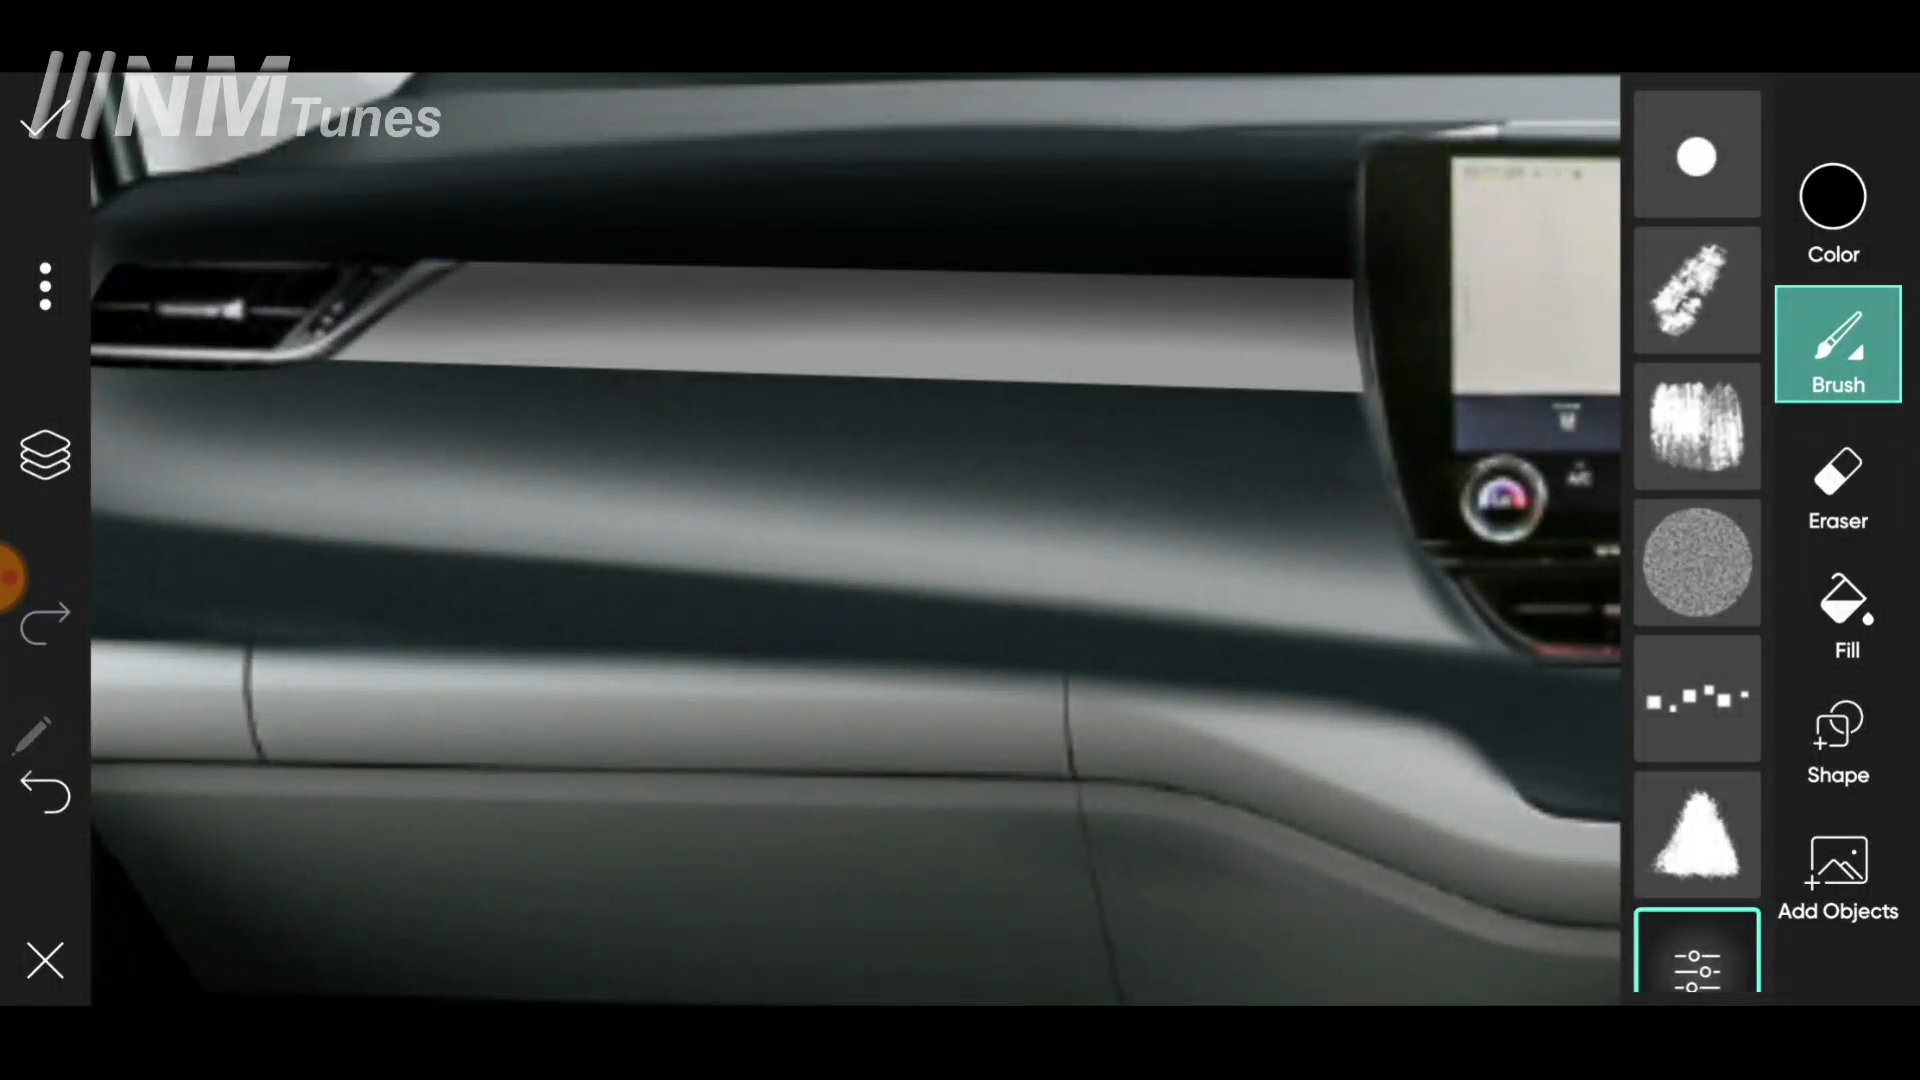 NM Tunes
Color
Brush
Eraser
Fill
Shape
Add Objects
A/C